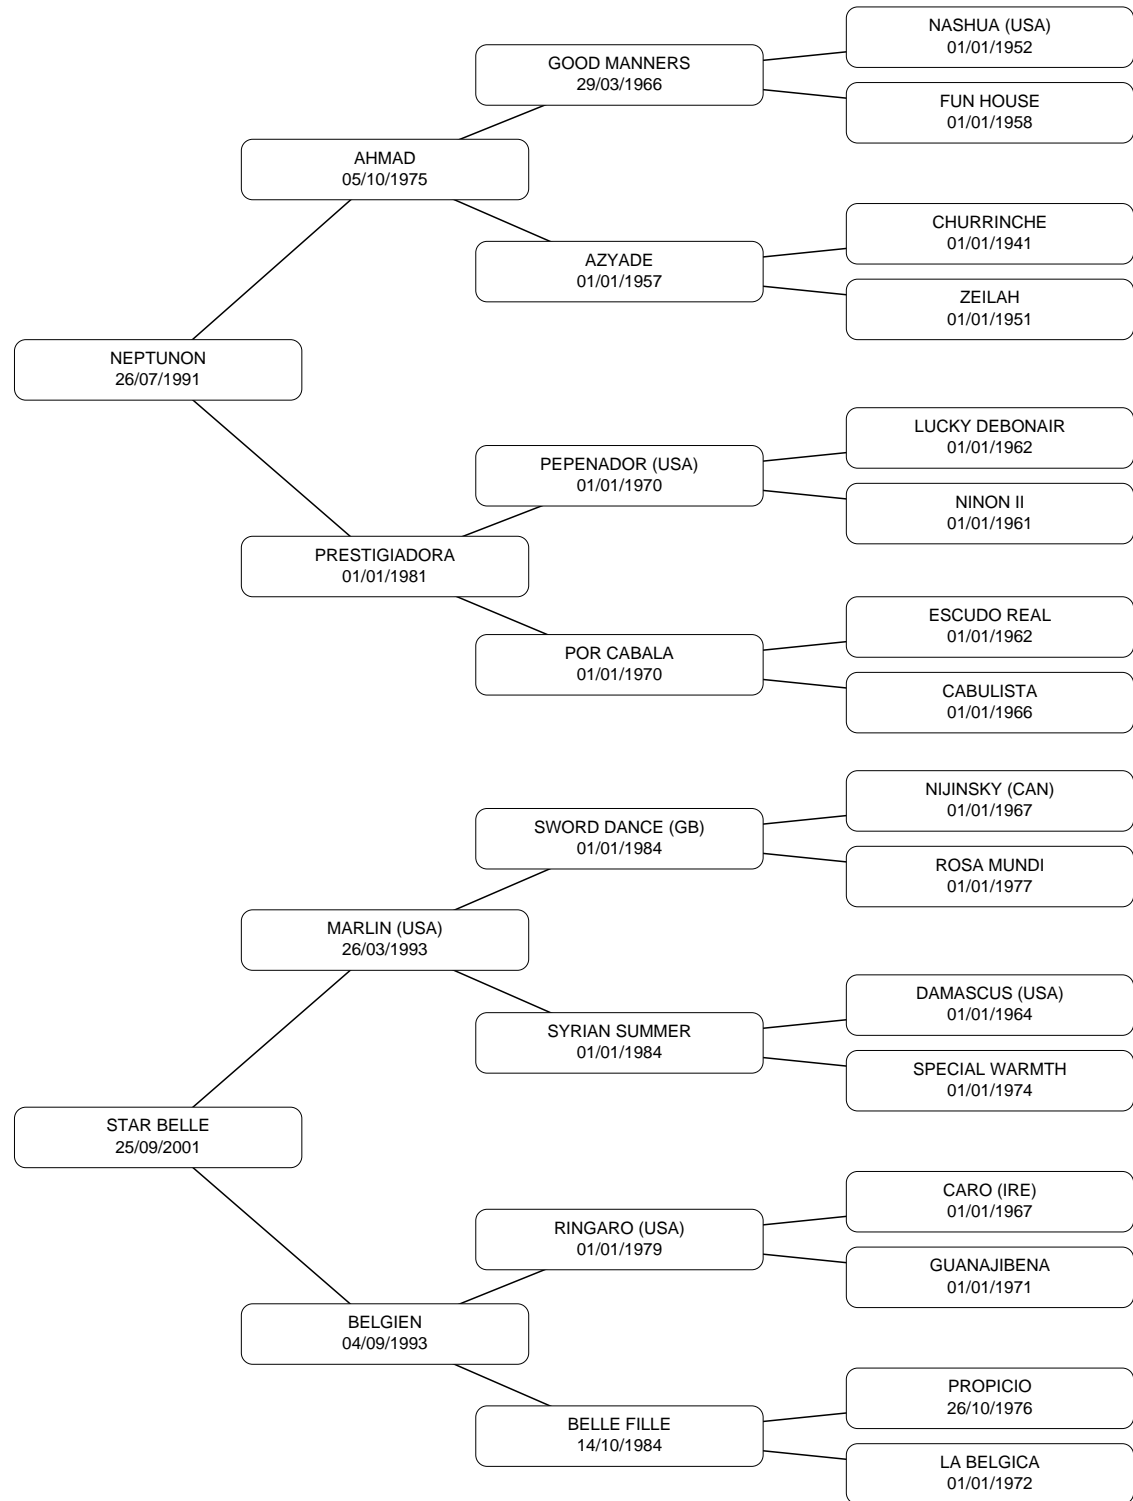 NASHUA (USA)
01/01/1952
GOOD MANNERS
29/03/1966
FUN HOUSE
01/01/1958
AHMAD
05/10/1975
CHURRINCHE
01/01/1941
AZYADE
01/01/1957
ZEILAH
01/01/1951
NEPTUNON
26/07/1991
LUCKY DEBONAIR
01/01/1962
PEPENADOR (USA)
01/01/1970
NINON II
01/01/1961
PRESTIGIADORA
01/01/1981
ESCUDO REAL
01/01/1962
POR CABALA
01/01/1970
CABULISTA
01/01/1966
NIJINSKY (CAN)
01/01/1967
SWORD DANCE (GB)
01/01/1984
ROSA MUNDI
01/01/1977
MARLIN (USA)
26/03/1993
DAMASCUS (USA)
01/01/1964
SYRIAN SUMMER
01/01/1984
SPECIAL WARMTH
01/01/1974
STAR BELLE
25/09/2001
CARO (IRE)
01/01/1967
RINGARO (USA)
01/01/1979
GUANAJIBENA
01/01/1971
BELGIEN
04/09/1993
PROPICIO
26/10/1976
BELLE FILLE
14/10/1984
LA BELGICA
01/01/1972